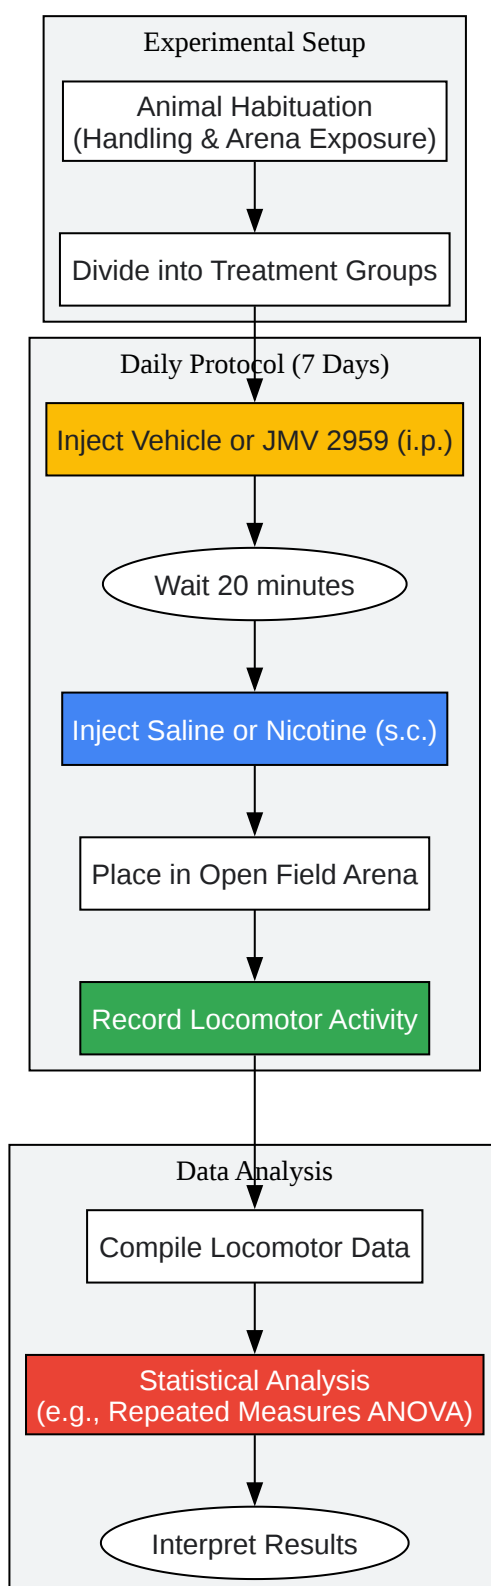 Experimental Setup
Animal Habituation
(Handling & Arena Exposure)
Divide into Treatment Groups
Daily Protocol (7 Days)
Inject Vehicle or JMV 2959 (i.p.)
Wait 20 minutes
Inject Saline or Nicotine (s.c.)
Place in Open Field Arena
Record Locomotor Activity
Data Analysis
Compile Locomotor Data
Statistical Analysis
(e.g., Repeated Measures ANOVA)
Interpret Results